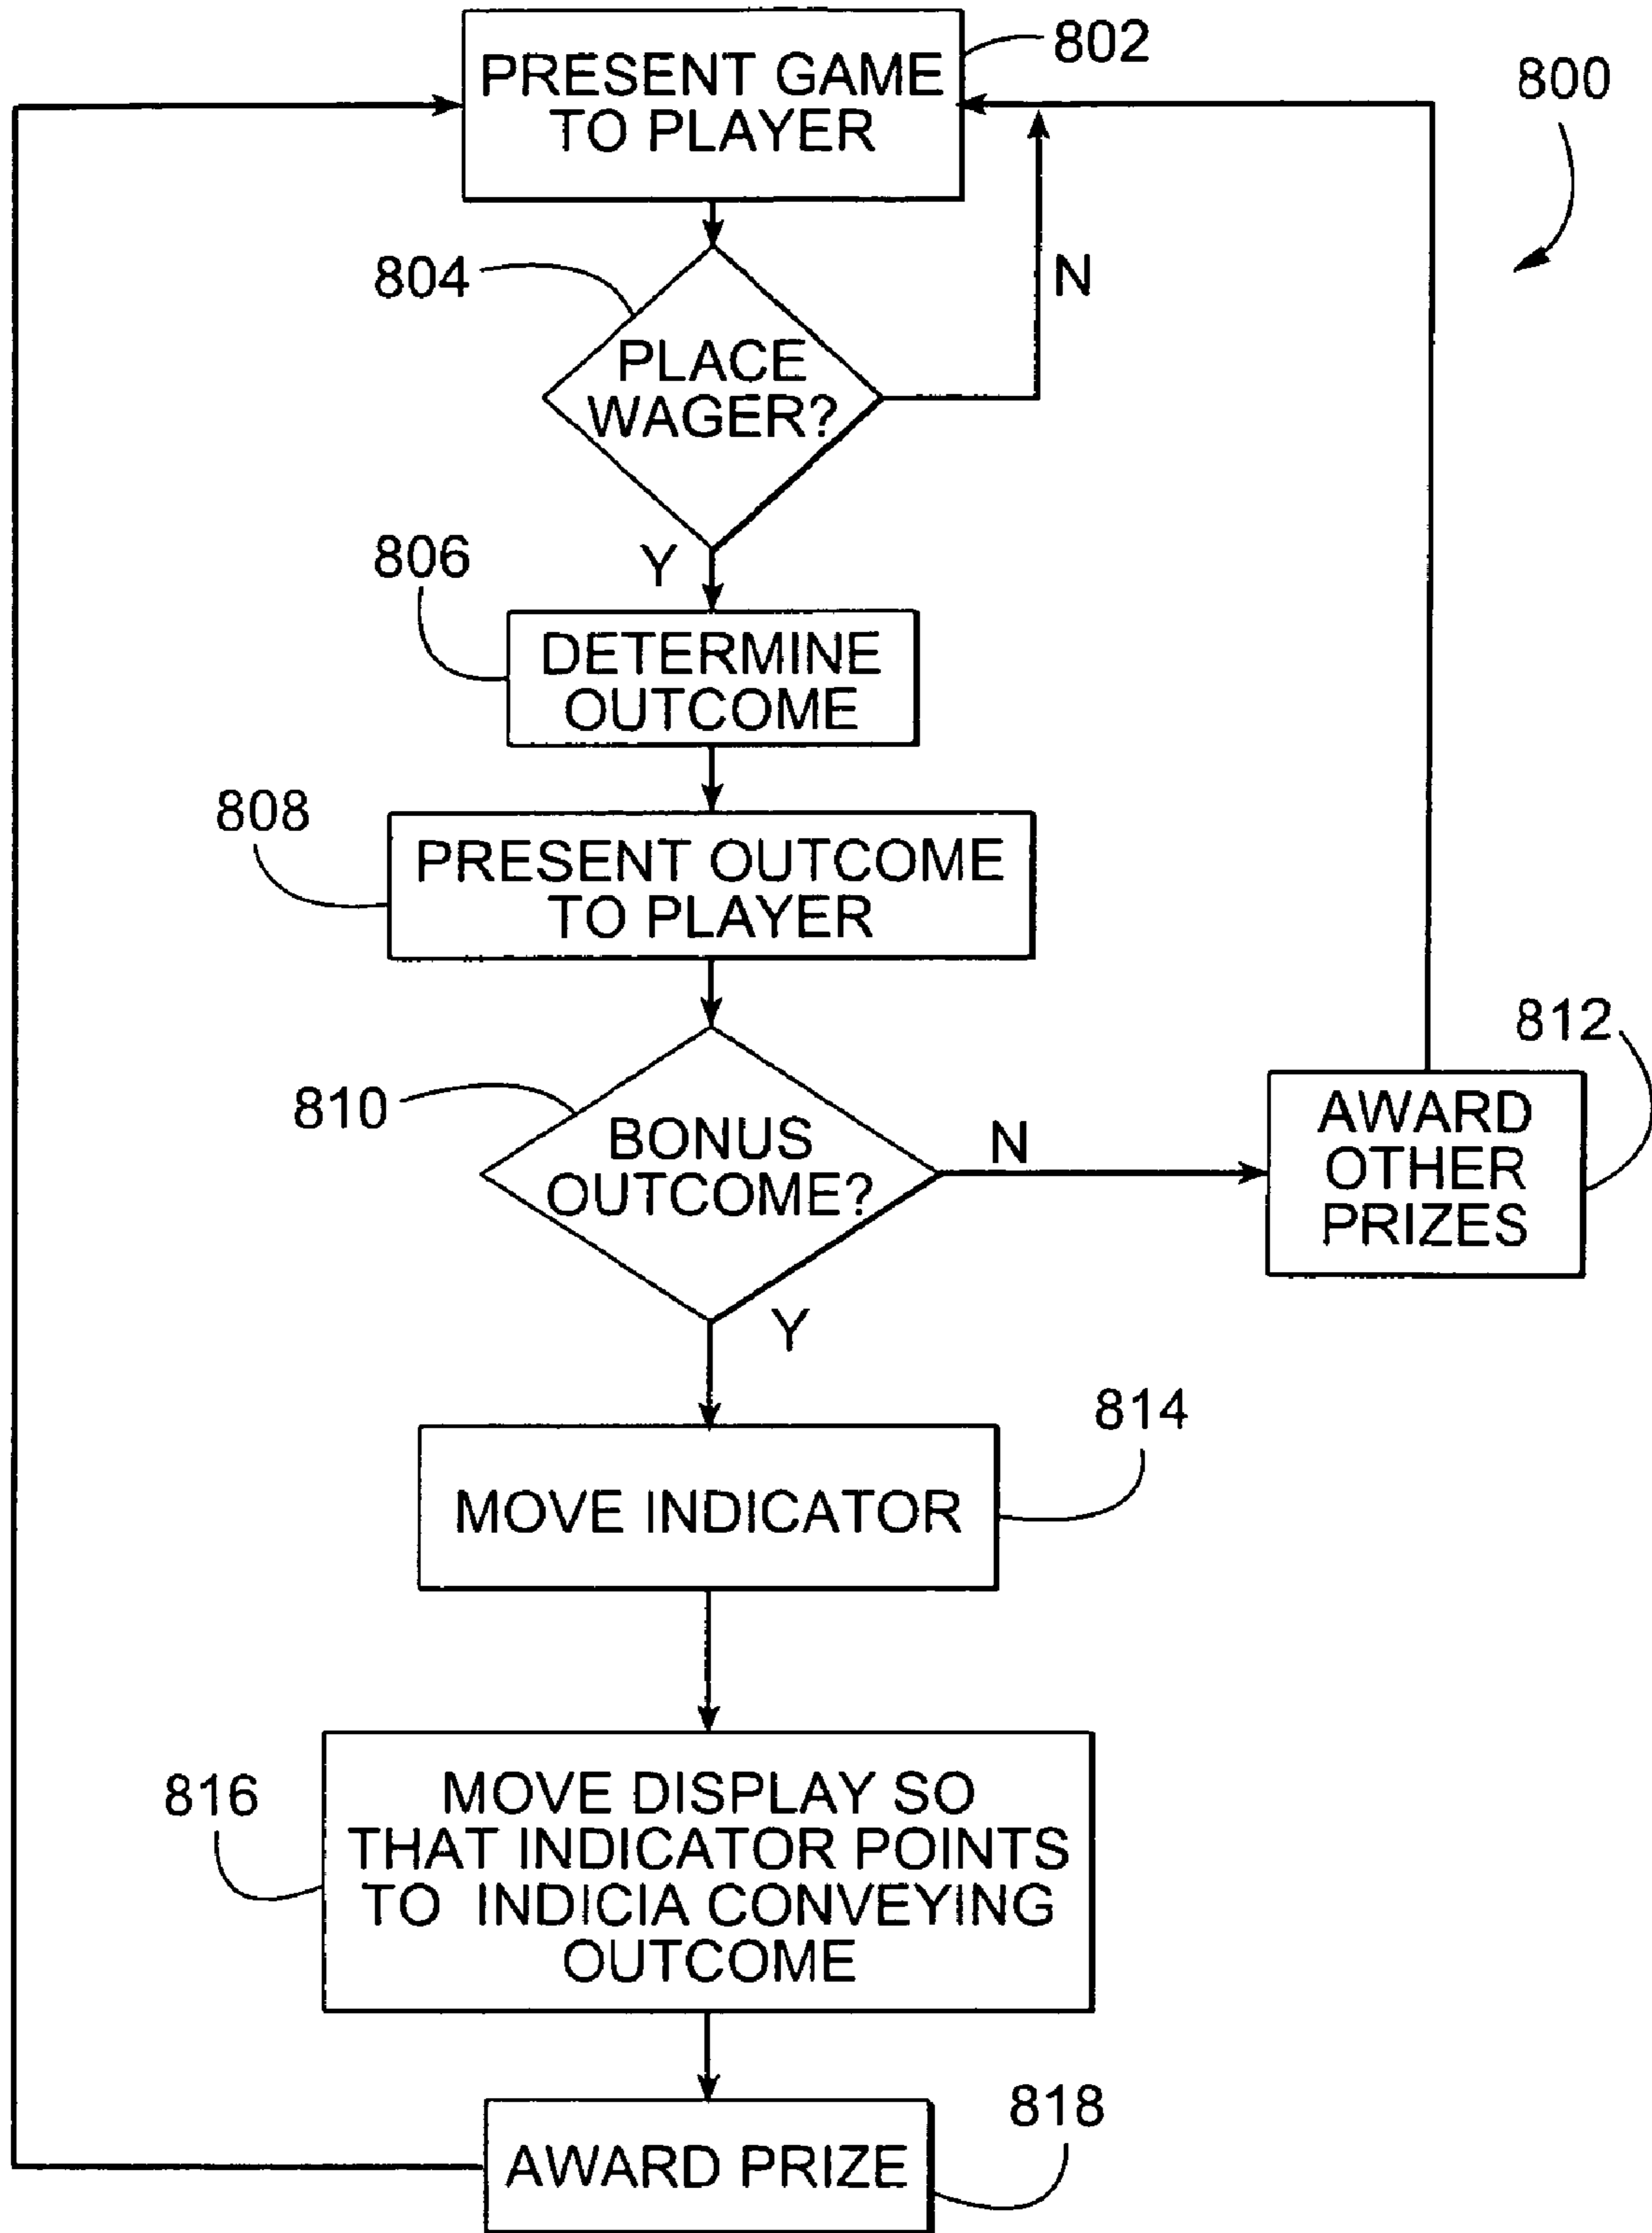 PRESENT GAME
TO PLAYER
802
800
804
PLACE
WAGER?
N
Y
806
DETERMINE
OUTCOME
808
PRESENT OUTCOME
TO PLAYER
810
BONUS
OUTCOME?
N
812
AWARD
OTHER
PRIZES
Y
814
MOVE INDICATOR
816
MOVE DISPLAY SO
THAT INDICATOR POINTS
TO INDICIA CONVEYING
OUTCOME
818
AWARD PRIZE